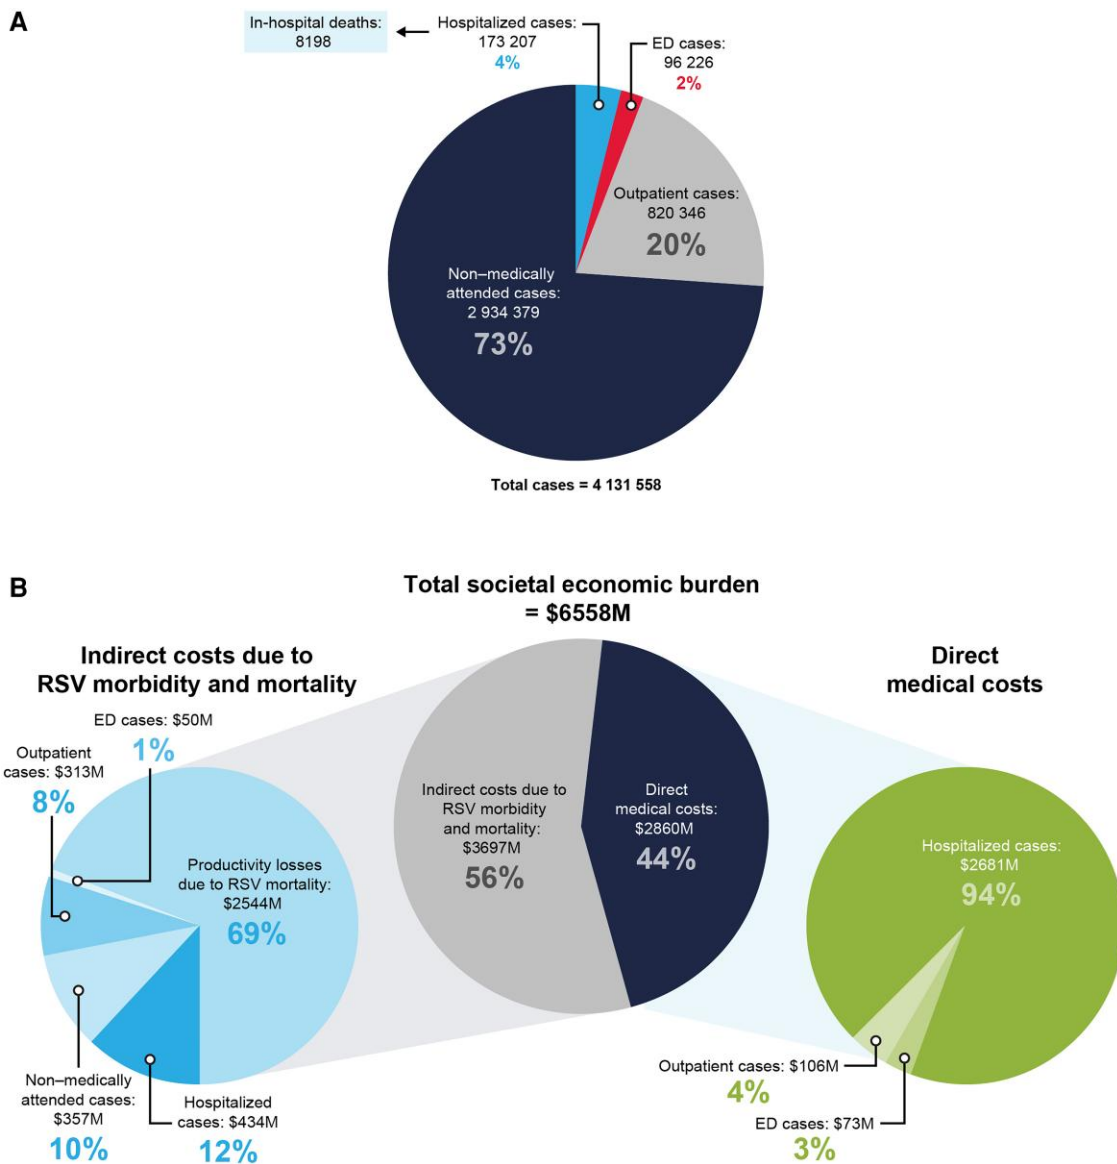 A
In-hospital deaths:
8198
Hospitalized cases:
173 207
4%
ED cases:
96 226
2%
Outpatient cases:
820 346
20%
Non–medically
attended cases:
2 934 379
73%
Total cases = 4 131 558
B
Total societal economic burden
= $6558M
Indirect costs due to
RSV morbidity and mortality
Direct
medical costs
ED cases: $50M
1%
Outpatient
cases: $313M
8%
Productivity losses
due to RSV mortality:
$2544M
69%
Non–medically
attended cases:
$357M
10%
Hospitalized
cases: $434M
12%
Indirect costs due to
RSV morbidity
and mortality:
$3697M
56%
Direct
medical costs:
$2860M
44%
Hospitalized cases:
$2681M
94%
Outpatient cases: $106M
4%
ED cases: $73M
3%